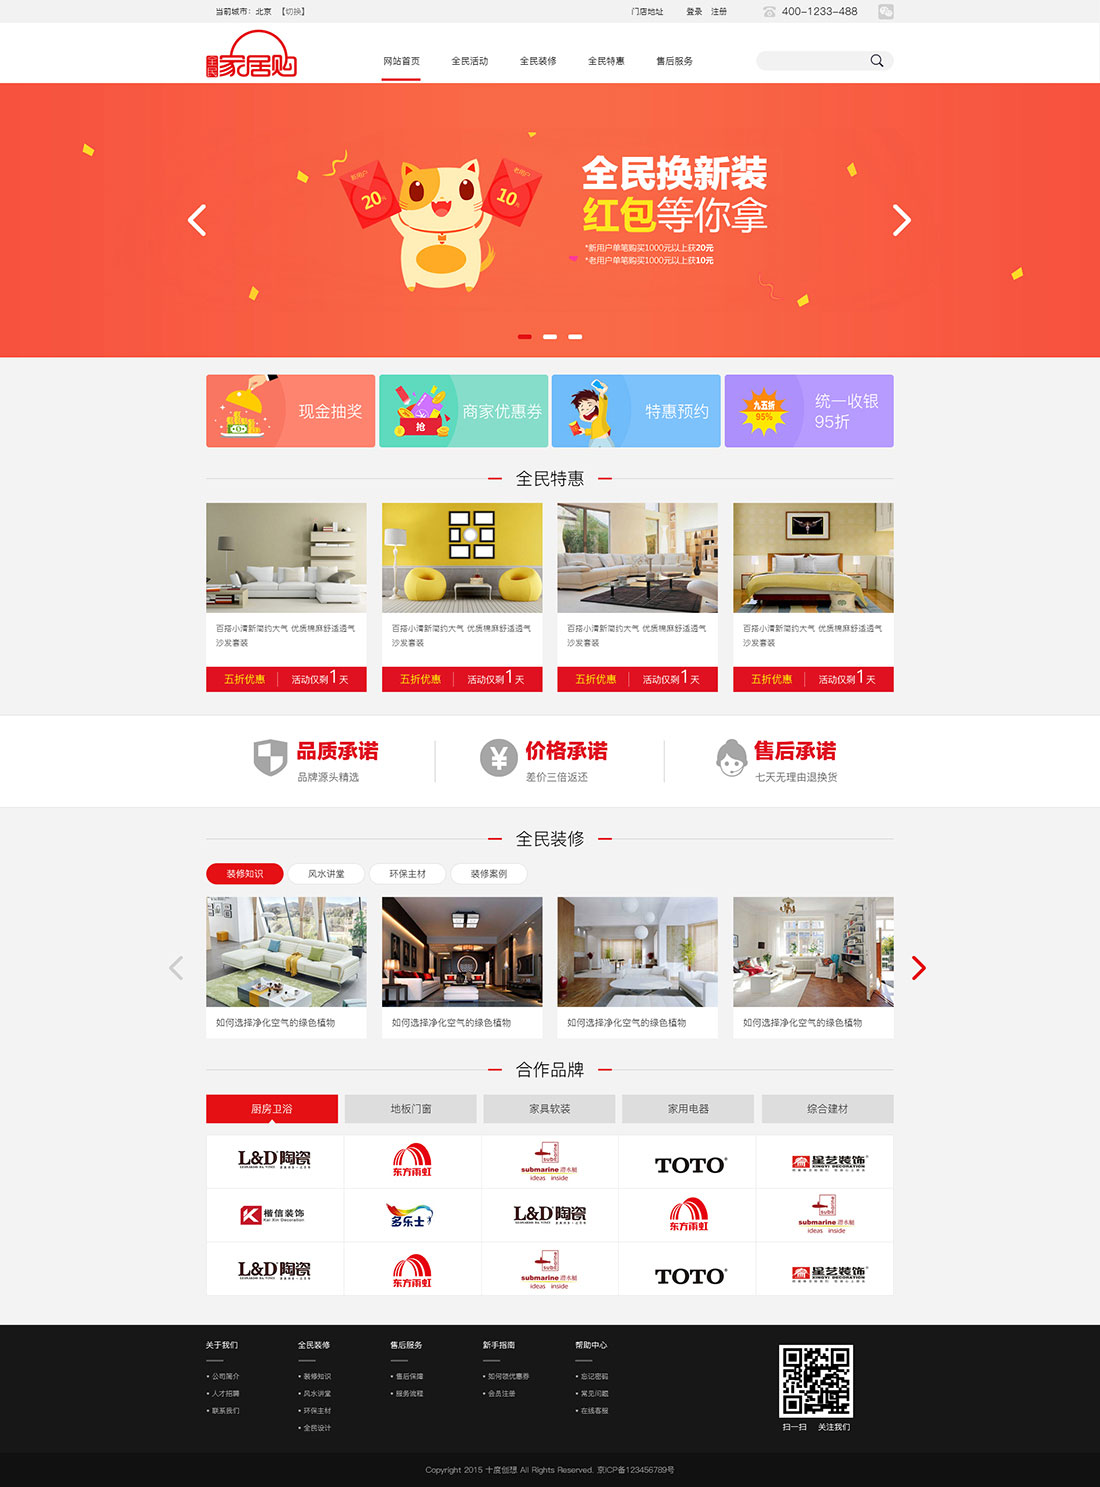 当前城市：北京 【切换】
门店地址 登录 注册 400-1233-488
全民家居购
网站首页 全民活动 全民装修 全民特惠 售后服务
新用户 20
老用户 10
全民换新装
红包等你拿
*新用户单笔购买1000元以上获20元
*老用户单笔购买1000元以上获10元
现金抽奖
抢 商家优惠券
特惠预约
九五折 95%
统一收银
95折
全民特惠
百搭小清新简约大气 优质棉麻舒适透气
沙发套装
五折优惠 活动仅剩1天
百搭小清新简约大气 优质棉麻舒适透气
沙发套装
五折优惠 活动仅剩1天
百搭小清新简约大气 优质棉麻舒适透气
沙发套装
五折优惠 活动仅剩1天
百搭小清新简约大气 优质棉麻舒适透气
沙发套装
五折优惠 活动仅剩1天
品质承诺
品牌源头精选
¥ 价格承诺
差价三倍返还
售后承诺
七天无理由退换货
全民装修
装修知识 风水讲堂 环保主材 装修案例
如何选择净化空气的绿色植物
如何选择净化空气的绿色植物
如何选择净化空气的绿色植物
如何选择净化空气的绿色植物
合作品牌
厨房卫浴 地板门窗 家具软装 家用电器 综合建材
L&D陶瓷
东方雨虹
submarine 潜水艇
ideas inside
TOTO
星艺装饰
XINGYI DECORATION
楷信装饰
Kai Xin Decoration
多乐士
L&D陶瓷
东方雨虹
submarine 潜水艇
ideas inside
L&D陶瓷
东方雨虹
submarine 潜水艇
ideas inside
TOTO
星艺装饰
XINGYI DECORATION
关于我们
• 公司简介
• 人才招聘
• 联系我们
全民装修
• 装修知识
• 风水讲堂
• 环保主材
• 全民设计
售后服务
• 售后保障
• 服务流程
新手指南
• 如何领优惠券
• 会员注册
帮助中心
• 忘记密码
• 常见问题
• 在线客服
扫一扫 关注我们
Copyright 2015 十度创想 All Rights Reserved. 京ICP备123456789号